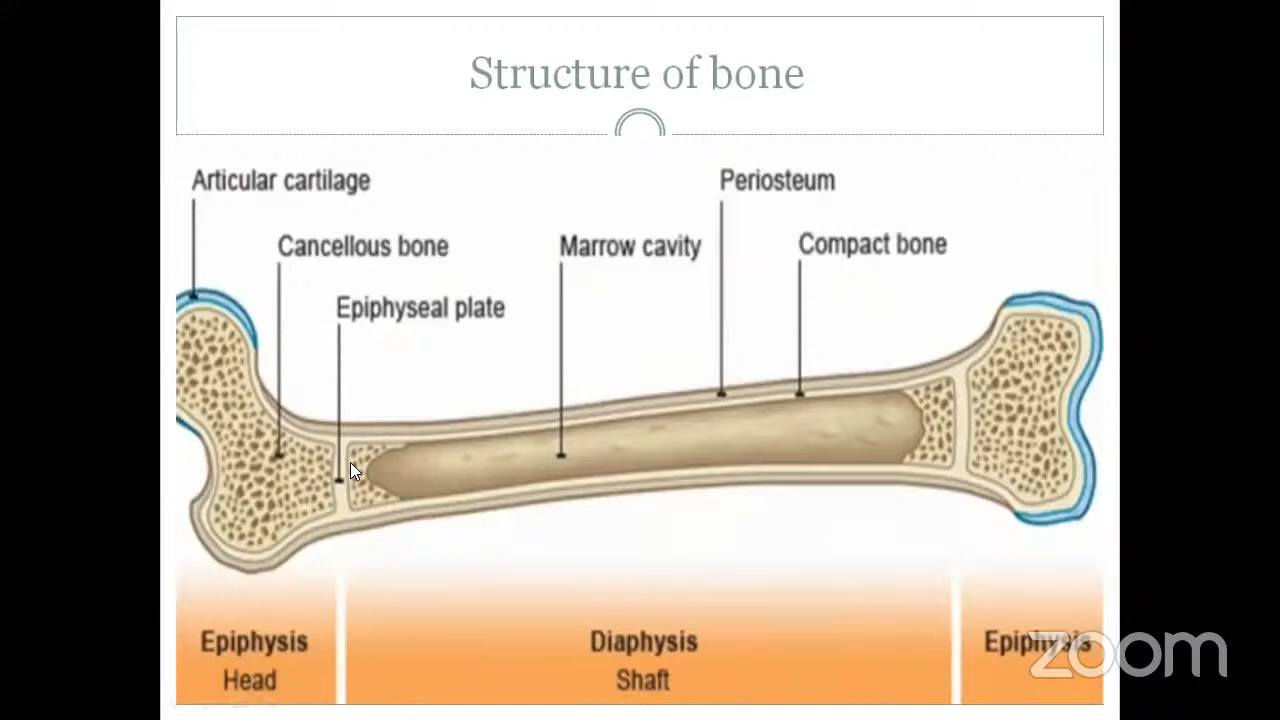 Structure of bone
Articular cartilage
Periosteum
Cancellous bone
Marrow cavity
Compact bone
Epiphyseal plate
Epiphysis
Head
Diaphysis
Shaft
Epiphysis
zoom